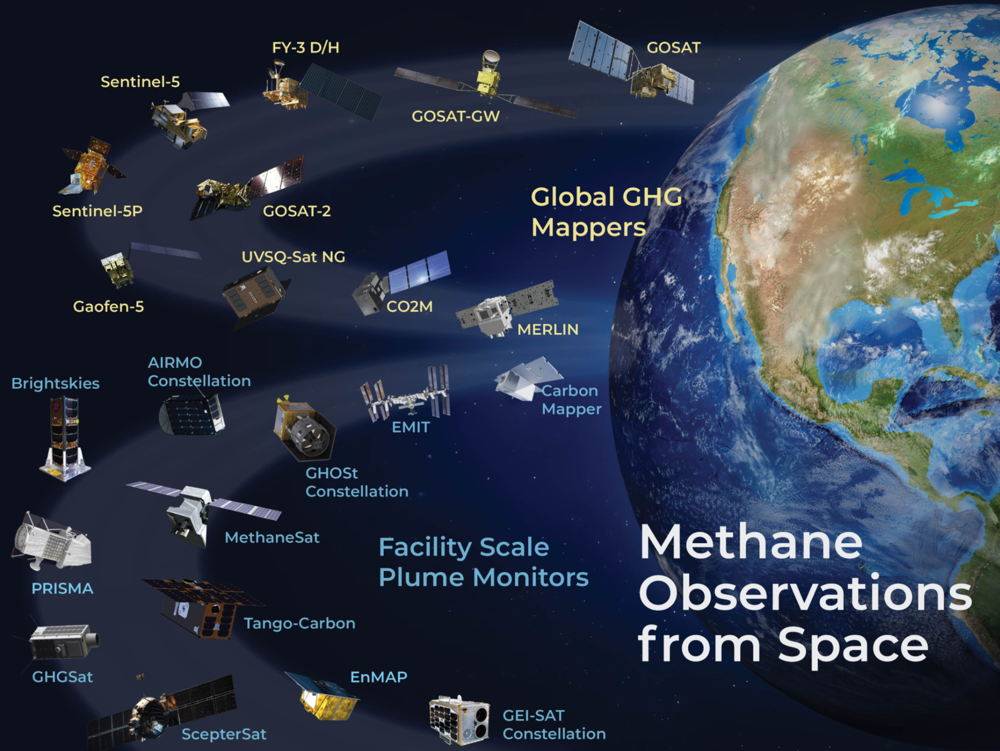 FY-3 D/H
GOSAT
Sentinel-5
GOSAT-GW
Global GHG
Mappers
Sentinel-5P
GOSAT-2
UVSQ-Sat NG
Gaofen-5
CO2M
MERLIN
AIRMO
Constellation
Brightskies
Carbon
Mapper
EMIT
GHOSt
Constellation
MethaneSat
Facility Scale
Plume Monitors
Methane
Observations
from Space
PRISMA
Tango-Carbon
GHGSat
EnMAP
ScepterSat
GEI-SAT
Constellation